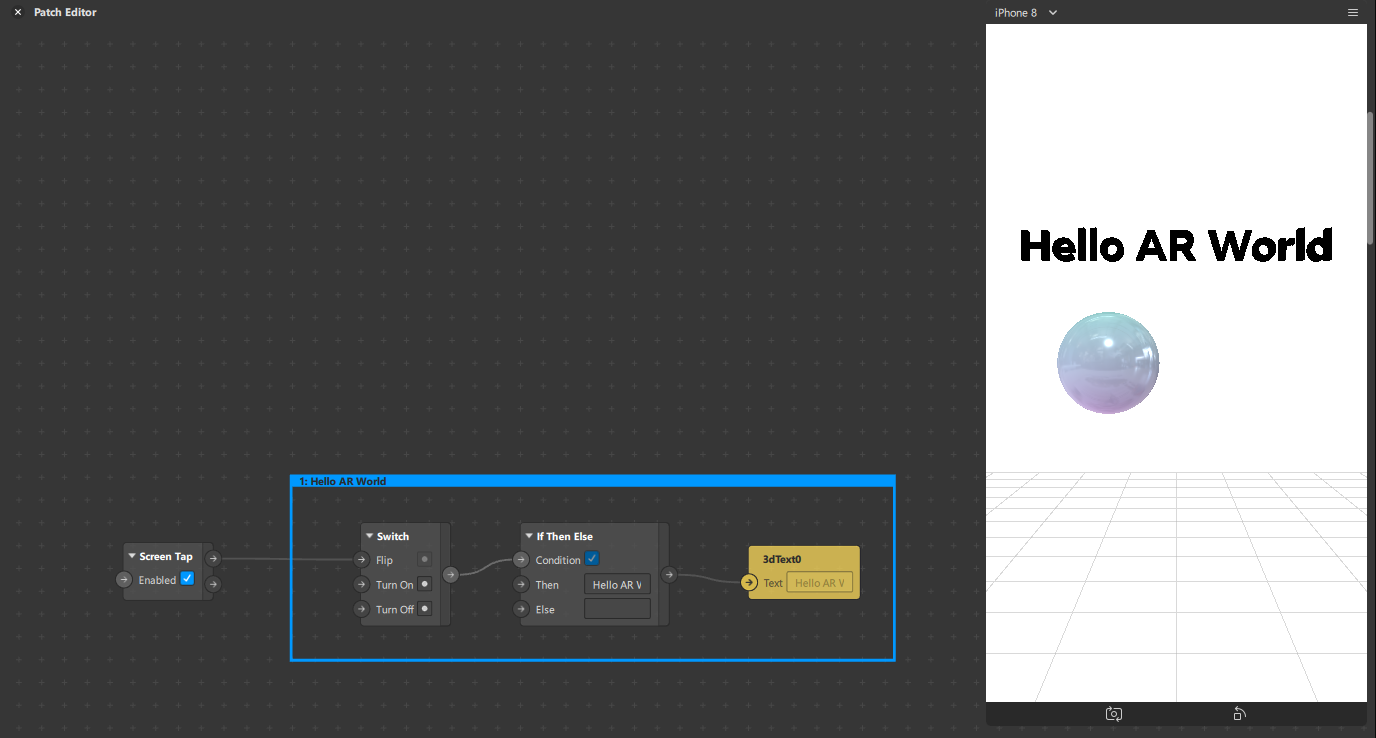 Patch Editor
iPhone 8
Hello AR World
1: Hello AR World
Screen Tap
Enabled
Switch
Flip
Turn On
Turn Off
If Then Else
Condition
Then
Hello AR W
Else
3dText0
Text
Hello AR W